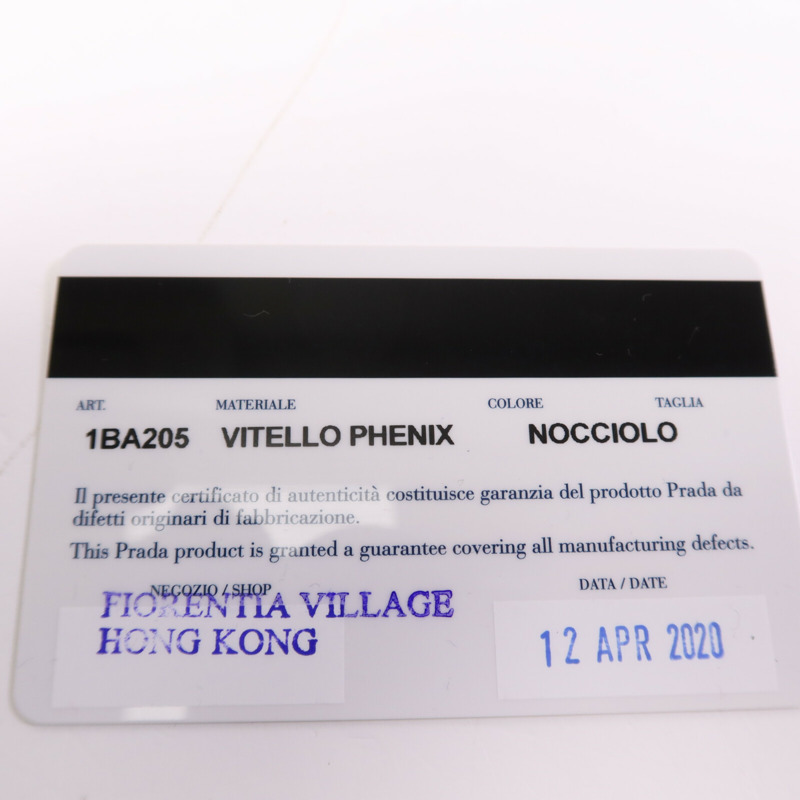 ART. MATERIALE COLORE TAGLIA
1BA205 VITELLO PHENIX NOCCIOLO
Il presente certificato di autenticità costituisce garanzia del prodotto Prada da
difetti originari di fabbricazione.
This Prada product is granted a guarantee covering all manufacturing defects.
NEGOZIO / SHOP DATA / DATE
FIORENTIA VILLAGE
HONG KONG
12 APR 2020